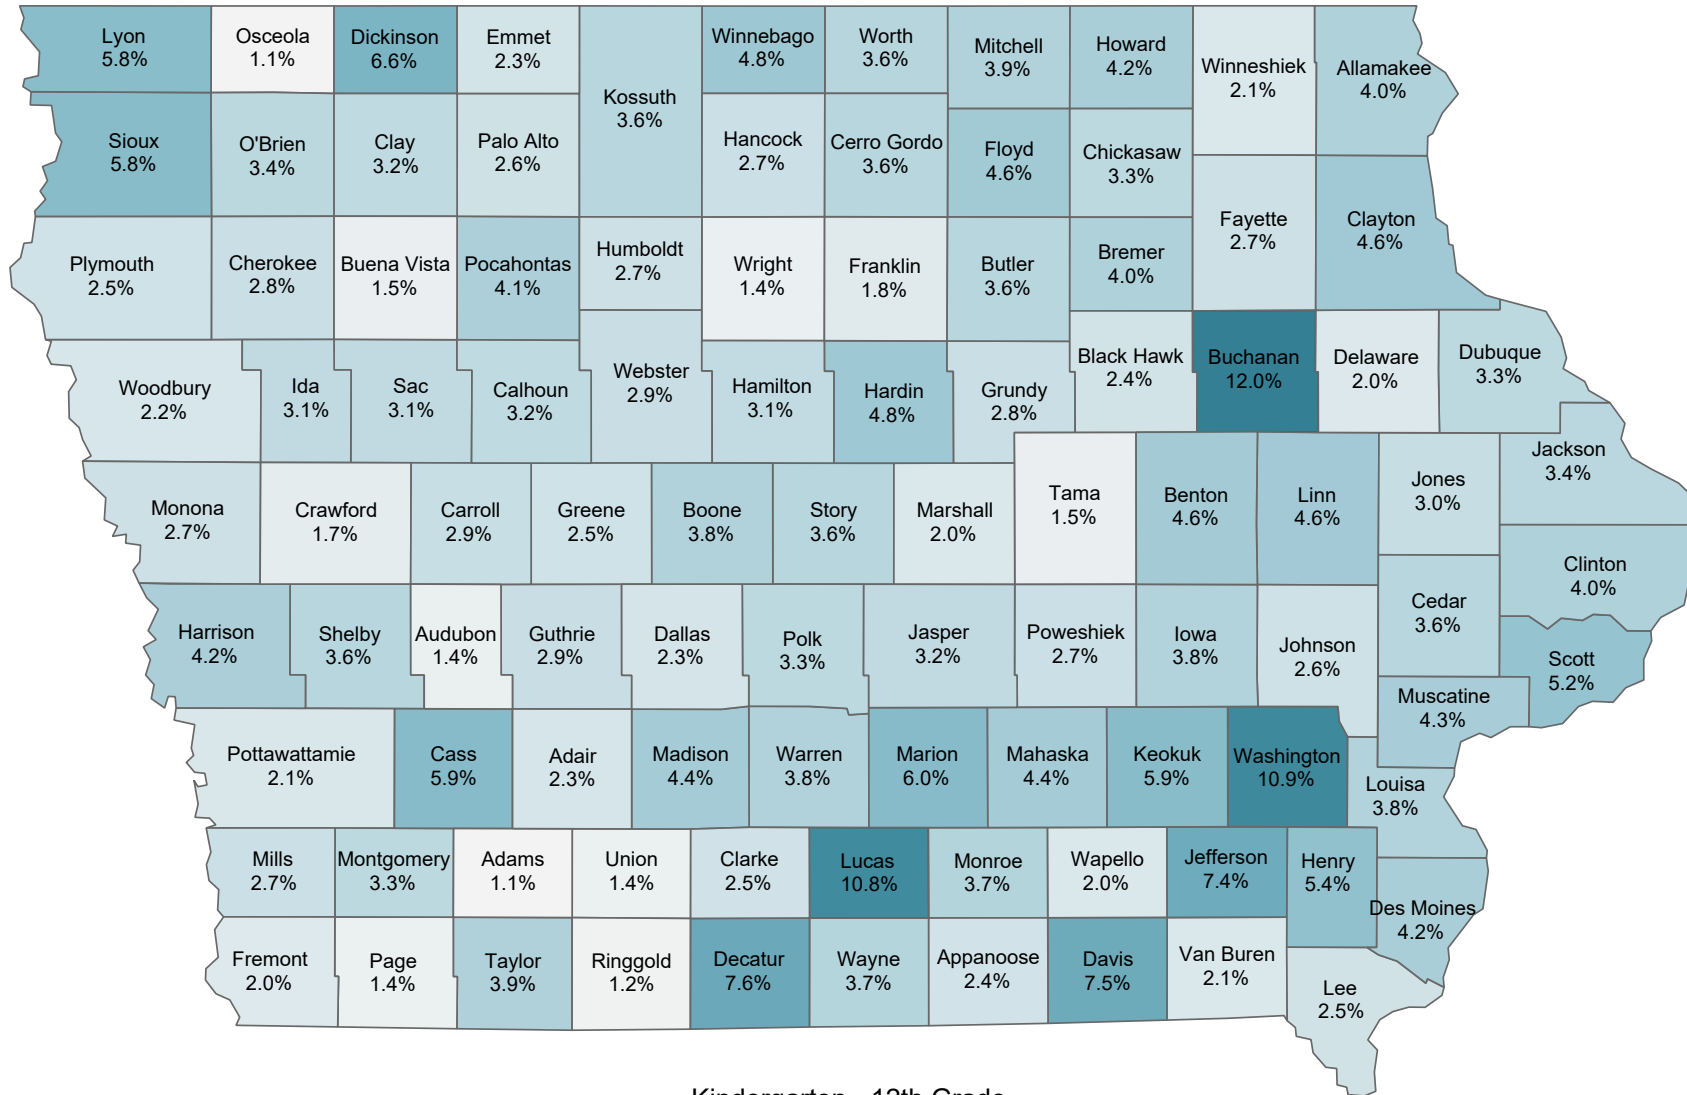 Lyon
5.8%
Osceola
1.1%
Dickinson
6.6%
Emmet
2.3%
Kossuth
3.6%
Winnebago
4.8%
Worth
3.6%
Mitchell
3.9%
Howard
4.2%
Winneshiek
2.1%
Allamakee
4.0%
Sioux
5.8%
O'Brien
3.4%
Clay
3.2%
Palo Alto
2.6%
Hancock
2.7%
Cerro Gordo
3.6%
Floyd
4.6%
Chickasaw
3.3%
Fayette
2.7%
Clayton
4.6%
Plymouth
2.5%
Cherokee
2.8%
Buena Vista
1.5%
Pocahontas
4.1%
Humboldt
2.7%
Wright
1.4%
Franklin
1.8%
Butler
3.6%
Bremer
4.0%
Woodbury
2.2%
Ida
3.1%
Sac
3.1%
Calhoun
3.2%
Webster
2.9%
Hamilton
3.1%
Hardin
4.8%
Grundy
2.8%
Black Hawk
2.4%
Buchanan
12.0%
Delaware
2.0%
Dubuque
3.3%
Monona
2.7%
Crawford
1.7%
Carroll
2.9%
Greene
2.5%
Boone
3.8%
Story
3.6%
Marshall
2.0%
Tama
1.5%
Benton
4.6%
Linn
4.6%
Jones
3.0%
Jackson
3.4%
Clinton
4.0%
Harrison
4.2%
Shelby
3.6%
Audubon
1.4%
Guthrie
2.9%
Dallas
2.3%
Polk
3.3%
Jasper
3.2%
Poweshiek
2.7%
Iowa
3.8%
Johnson
2.6%
Cedar
3.6%
Scott
5.2%
Muscatine
4.3%
Pottawattamie
2.1%
Cass
5.9%
Adair
2.3%
Madison
4.4%
Warren
3.8%
Marion
6.0%
Mahaska
4.4%
Keokuk
5.9%
Washington
10.9%
Louisa
3.8%
Mills
2.7%
Montgomery
3.3%
Adams
1.1%
Union
1.4%
Clarke
2.5%
Lucas
10.8%
Monroe
3.7%
Wapello
2.0%
Jefferson
7.4%
Henry
5.4%
Des Moines
4.2%
Fremont
2.0%
Page
1.4%
Taylor
3.9%
Ringgold
1.2%
Decatur
7.6%
Wayne
3.7%
Appanoose
2.4%
Davis
7.5%
Van Buren
2.1%
Lee
2.5%
Kindergarten - 12th Grade